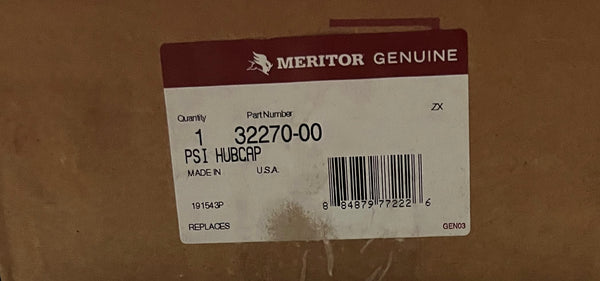 MERITOR GENUINE
Quantity Part Number ZX
1 32270-00
PSI HUBCAP
MADE IN U.S.A.
191543P
8 84879 77222 6
REPLACES GEN03